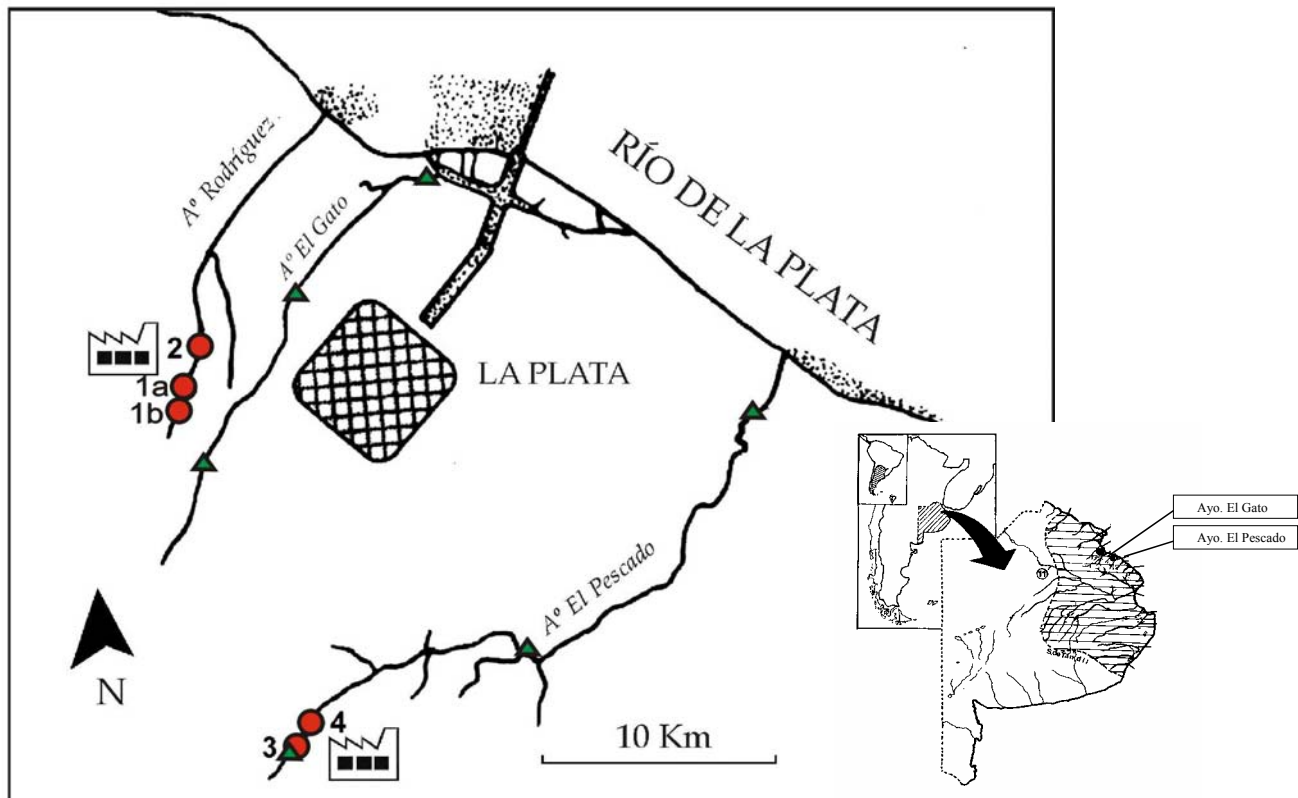 Aº Rodríguez
Aº El Gato
RÍO DE LA PLATA
2
1a
1b
LA PLATA
Aº El Pescado
N
4
3
10 Km
Ayo. El Gato
Ayo. El Pescado
11